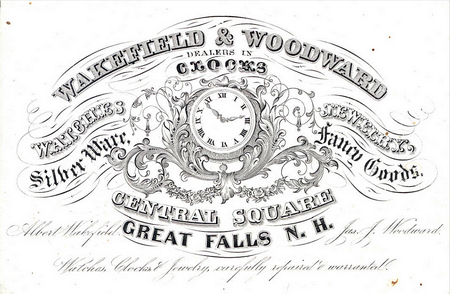 WAKEFIELD & WOODWARD
DEALERS IN
CLOCKS
WATCHES
JEWELRY,
Silver Ware,
Fancy Goods.
CENTRAL SQUARE
GREAT FALLS N. H.
Albert Wakefield
Jas. J. Woodward.
Watches, Clocks & Jewelry, carefully repaired & warranted.